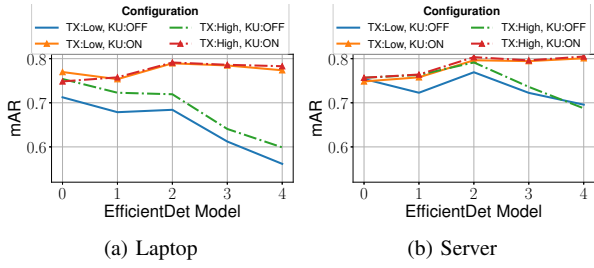 Configuration
TX:Low, KU:OFF TX:High, KU:OFF
TX:Low, KU:ON TX:High, KU:ON
0.8
0.7
0.6
mAR
0 1 2 3 4
EfficientDet Model
(a) Laptop
Configuration
TX:Low, KU:OFF TX:High, KU:OFF
TX:Low, KU:ON TX:High, KU:ON
0.8
0.7
0.6
mAR
0 1 2 3 4
EfficientDet Model
(b) Server